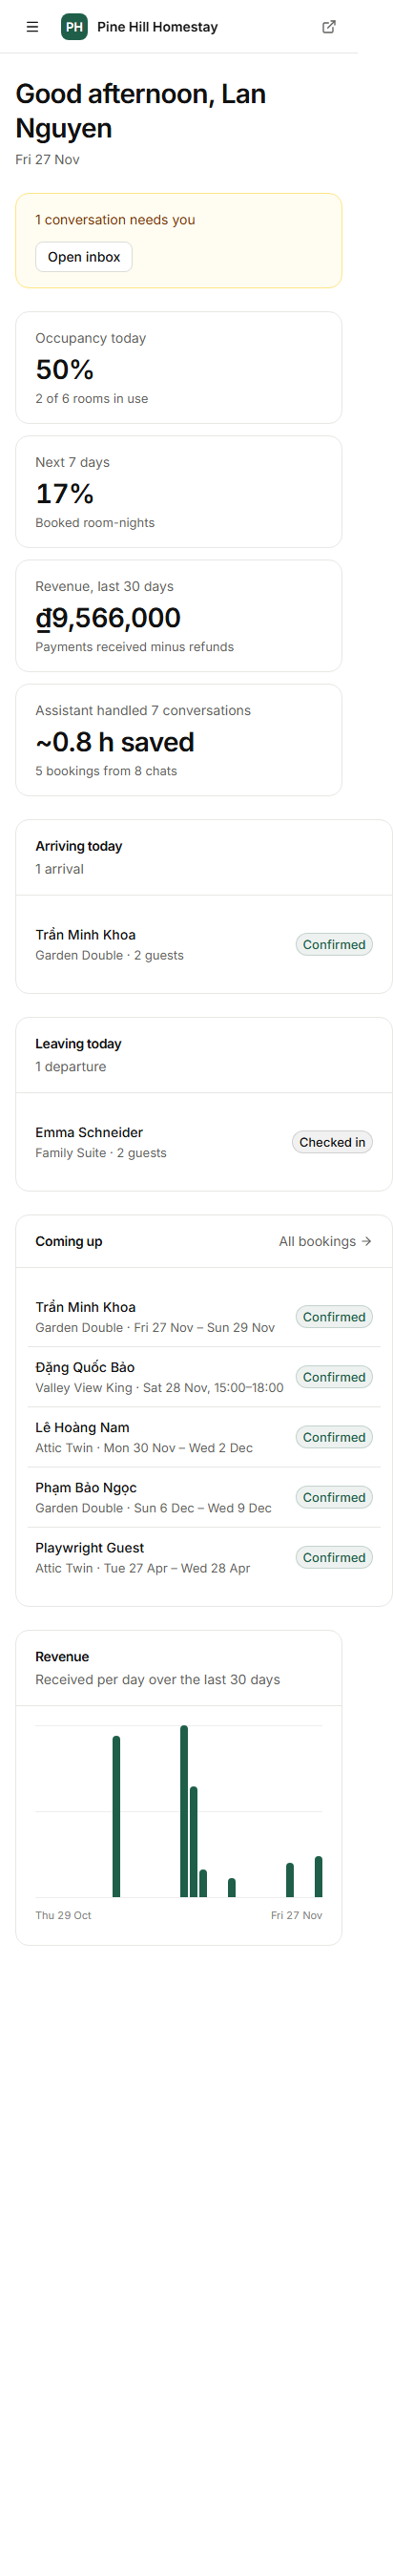 PH Pine Hill Homestay
Good afternoon, Lan
Nguyen
Fri 27 Nov
1 conversation needs you
Open inbox
Occupancy today
50%
2 of 6 rooms in use
Next 7 days
17%
Booked room-nights
Revenue, last 30 days
₫9,566,000
Payments received minus refunds
Assistant handled 7 conversations
~0.8 h saved
5 bookings from 8 chats
Arriving today
1 arrival
Trần Minh Khoa
Confirmed
Garden Double · 2 guests
Leaving today
1 departure
Emma Schneider
Checked in
Family Suite · 2 guests
Coming up
All bookings →
Trần Minh Khoa
Confirmed
Garden Double · Fri 27 Nov – Sun 29 Nov
Đặng Quốc Bảo
Confirmed
Valley View King · Sat 28 Nov, 15:00–18:00
Lê Hoàng Nam
Confirmed
Attic Twin · Mon 30 Nov – Wed 2 Dec
Phạm Bảo Ngọc
Confirmed
Garden Double · Sun 6 Dec – Wed 9 Dec
Playwright Guest
Confirmed
Attic Twin · Tue 27 Apr – Wed 28 Apr
Revenue
Received per day over the last 30 days
Thu 29 Oct
Fri 27 Nov